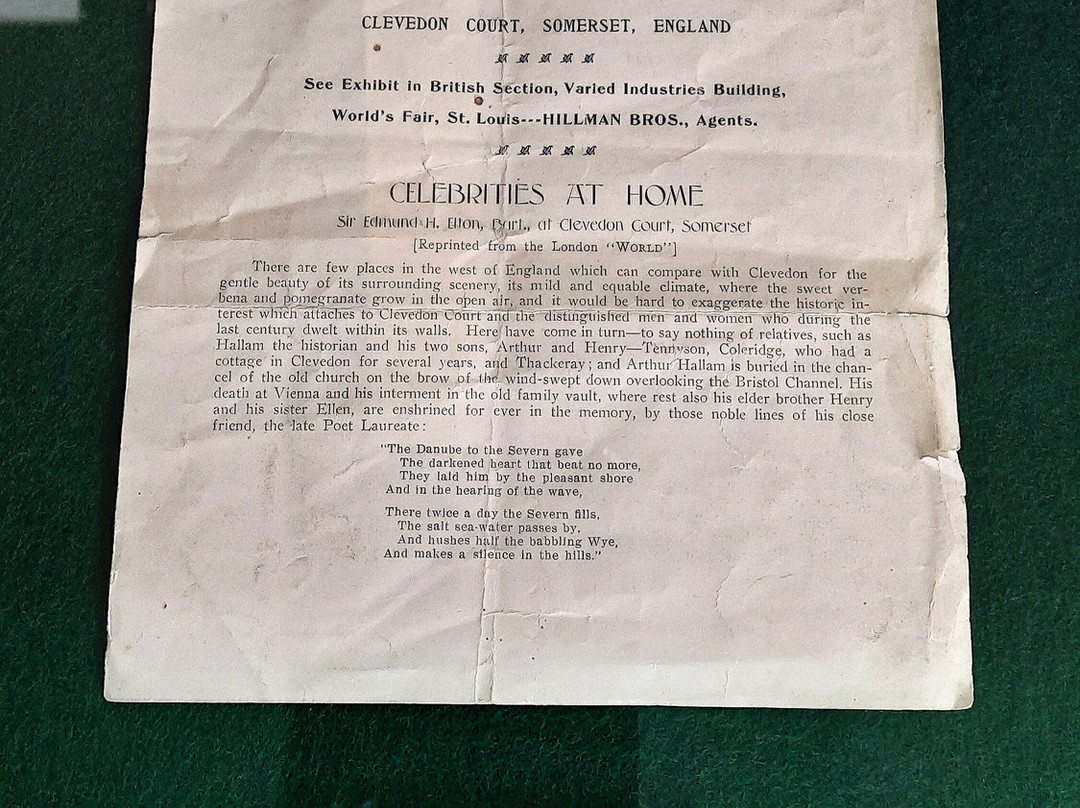 CLEVEDON COURT, SOMERSET, ENGLAND
See Exhibit in British Section, Varied Industries Building,
World's Fair, St. Louis---HILLMAN BROS., Agents.
CELEBRITIES AT HOME
Sir Edmund H. Elton, Bart., at Clevedon Court, Somerset
[Reprinted from the London "WORLD"]
There are few places in the west of England which can compare with Clevedon for the
gentle beauty of its surrounding scenery, its mild and equable climate, where the sweet ver-
bena and pomegranate grow in the open air, and it would be hard to exaggerate the historic in-
terest which attaches to Clevedon Court and the distinguished men and women who during the
last century dwelt within its walls. Here have come in turn—to say nothing of relatives, such as
Hallam the historian and his two sons, Arthur and Henry—Tennyson, Coleridge, who had a
cottage in Clevedon for several years, and Thackeray; and Arthur Hallam is buried in the chan-
cel of the old church on the brow of the wind-swept down overlooking the Bristol Channel. His
death at Vienna and his interment in the old family vault, where rest also his elder brother Henry
and his sister Ellen, are enshrined for ever in the memory, by those noble lines of his close
friend, the late Poet Laureate:
"The Danube to the Severn gave
The darkened heart that beat no more,
They laid him by the pleasant shore
And in the hearing of the wave,
There twice a day the Severn fills,
The salt sea-water passes by,
And hushes half the babbling Wye,
And makes a silence in the hills."